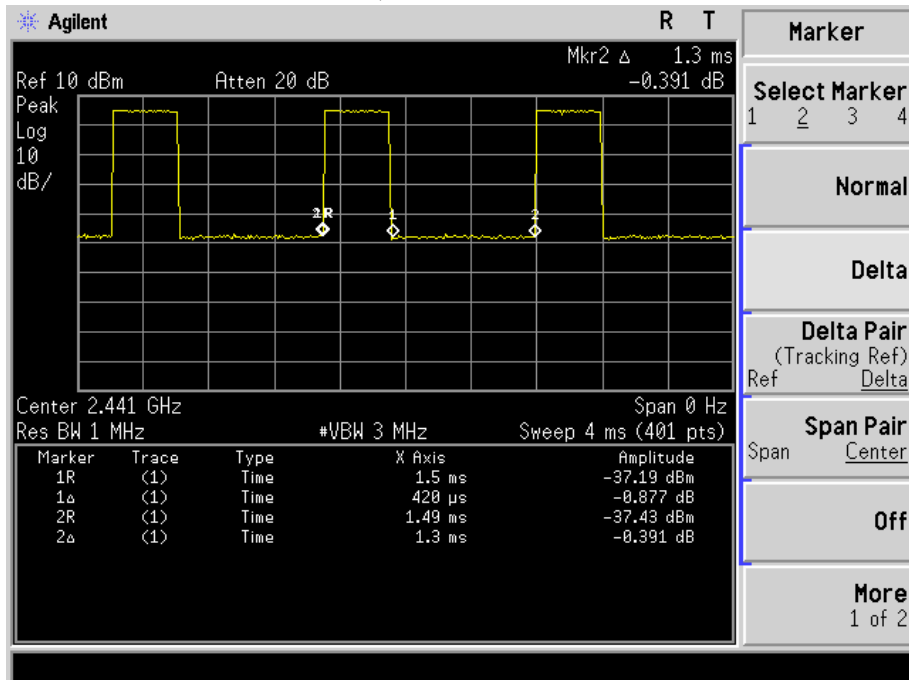 Agilent R T
Mkr2 Δ 1.3 ms
Ref 10 dBm Atten 20 dB -0.391 dB
Peak
Log
10
dB/
2R 1 2
Center 2.441 GHz Span 0 Hz
Res BW 1 MHz #VBW 3 MHz Sweep 4 ms (401 pts)
Marker Trace Type X Axis Amplitude
1R (1) Time 1.5 ms -37.19 dBm
1Δ (1) Time 420 µs -0.877 dB
2R (1) Time 1.49 ms -37.43 dBm
2Δ (1) Time 1.3 ms -0.391 dB
Marker
Select Marker
1 2 3 4
Normal
Delta
Delta Pair
(Tracking Ref)
Ref Delta
Span Pair
Span Center
Off
More
1 of 2